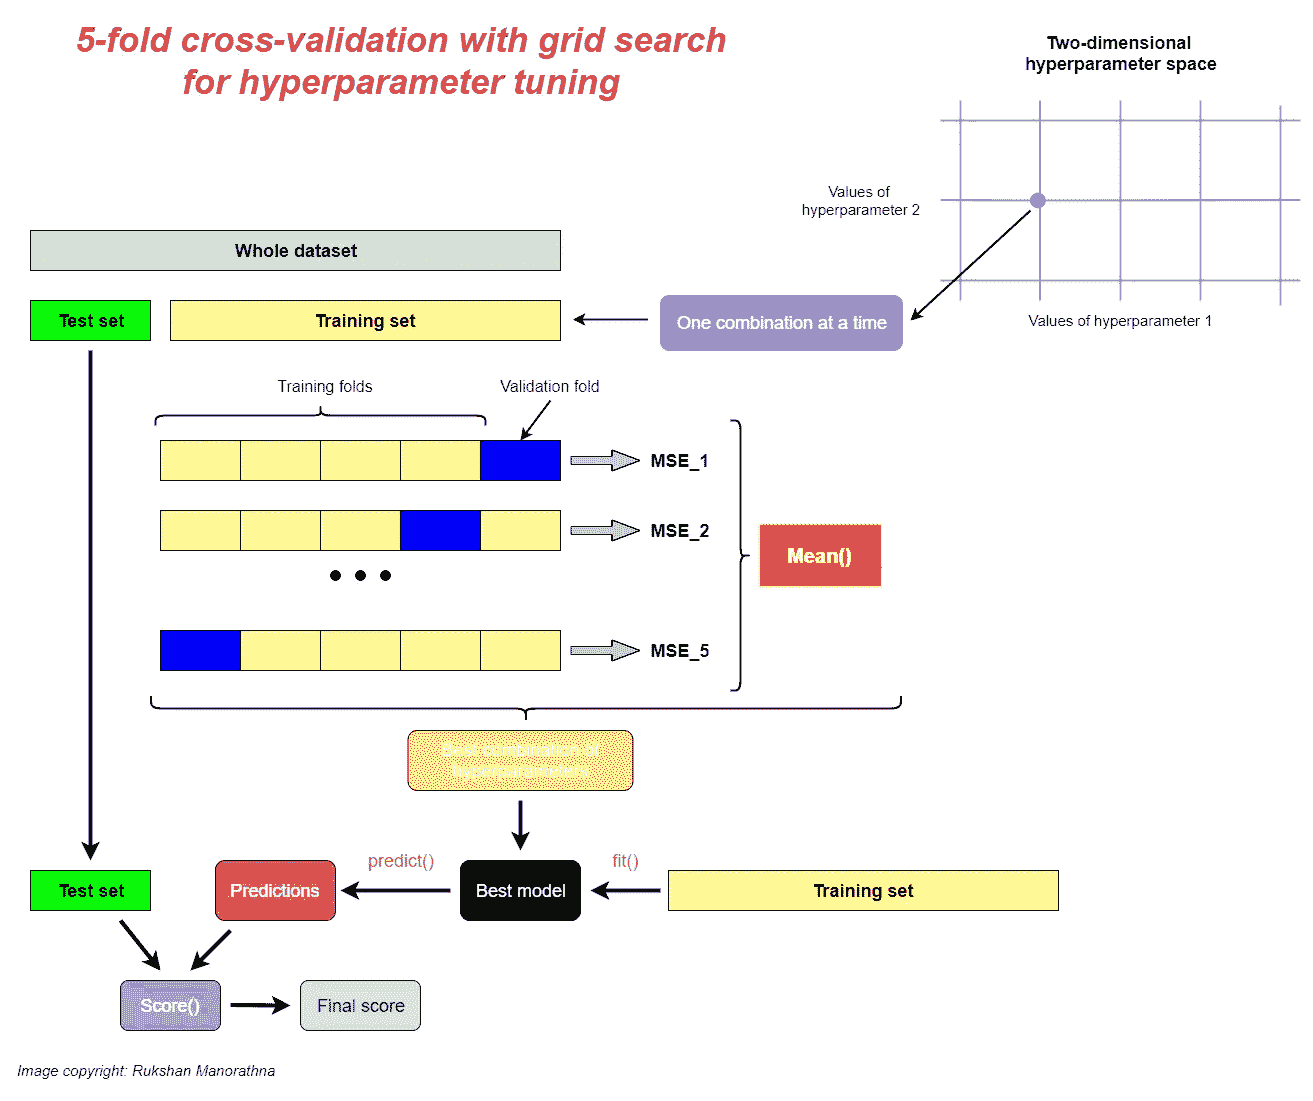 5-fold cross-validation with grid search
for hyperparameter tuning
Two-dimensional
hyperparameter space
Values of
hyperparameter 2
Values of hyperparameter 1
Whole dataset
Test set
Training set
One combination at a time
Training folds
Validation fold
MSE_1
MSE_2
Mean()
MSE_5
Best combination of
hyperparameters
predict()
fit()
Test set
Predictions
Best model
Training set
Score()
Final score
Image copyright: Rukshan Manorathna